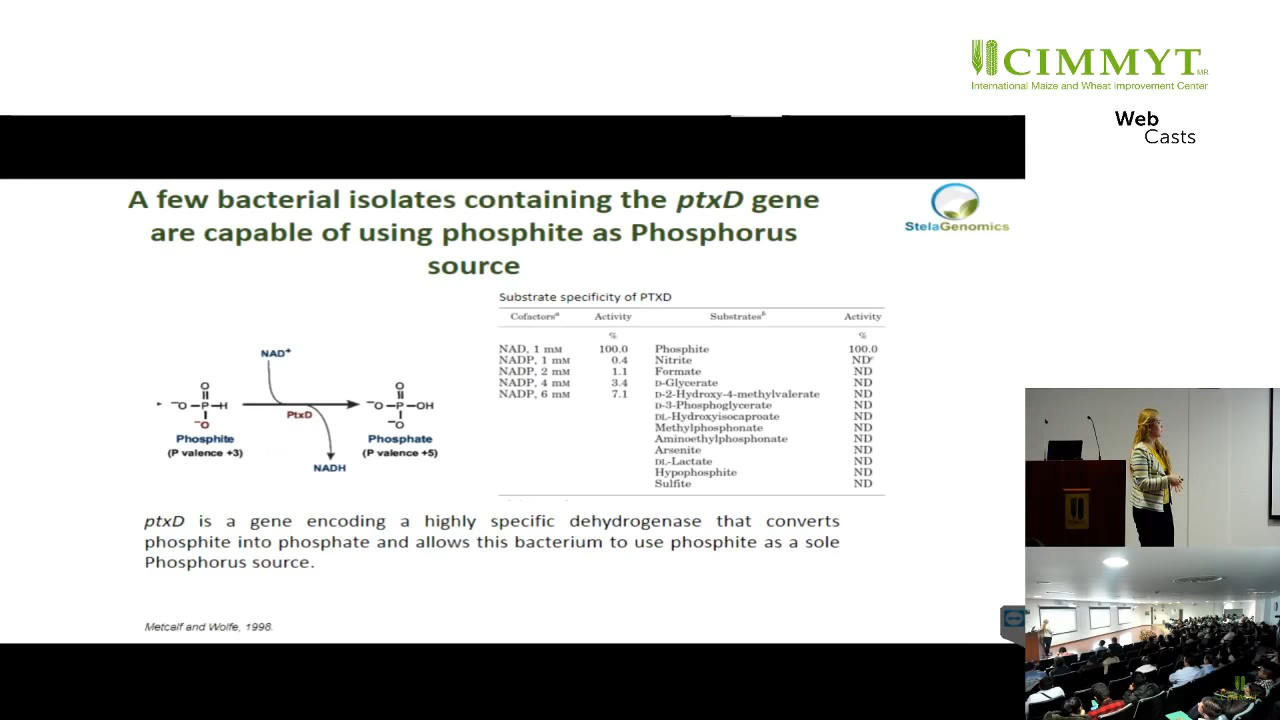 CIMMYT MR
International Maize and Wheat Improvement Center
Web
Casts
A few bacterial isolates containing the ptxD gene
are capable of using phosphite as Phosphorus
source
StelaGenomics
Substrate specificity of PTXD
Cofactorsᵃ Activity Substratesᵇ Activity
% %
NAD, 1 mM 100.0 Phosphite 100.0
NADP, 1 mM 0.4 Nitrite NDᶜ
NADP, 2 mM 1.1 Formate ND
NADP, 4 mM 3.4 D-Glycerate ND
NADP, 6 mM 7.1 D-2-Hydroxy-4-methylvalerate ND
D-3-Phosphoglycerate ND
DL-Hydroxyisocaproate ND
Methylphosphonate ND
Aminoethylphosphonate ND
Arsenite ND
DL-Lactate ND
Hypophosphite ND
Sulfite ND
NAD⁺
O O
⁻O–P–H ⁻O–P–OH
PtxD
⁻O ⁻O
Phosphite Phosphate
(P valence +3) (P valence +5)
NADH
ptxD is a gene encoding a highly specific dehydrogenase that converts
phosphite into phosphate and allows this bacterium to use phosphite as a sole
Phosphorus source.
Metcalf and Wolfe, 1998.